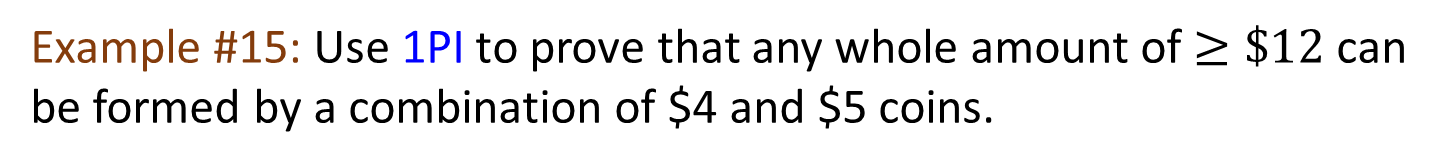 Example #15: Use 1PI to prove that any whole amount of ≥ $12 can
be formed by a combination of $4 and $5 coins.